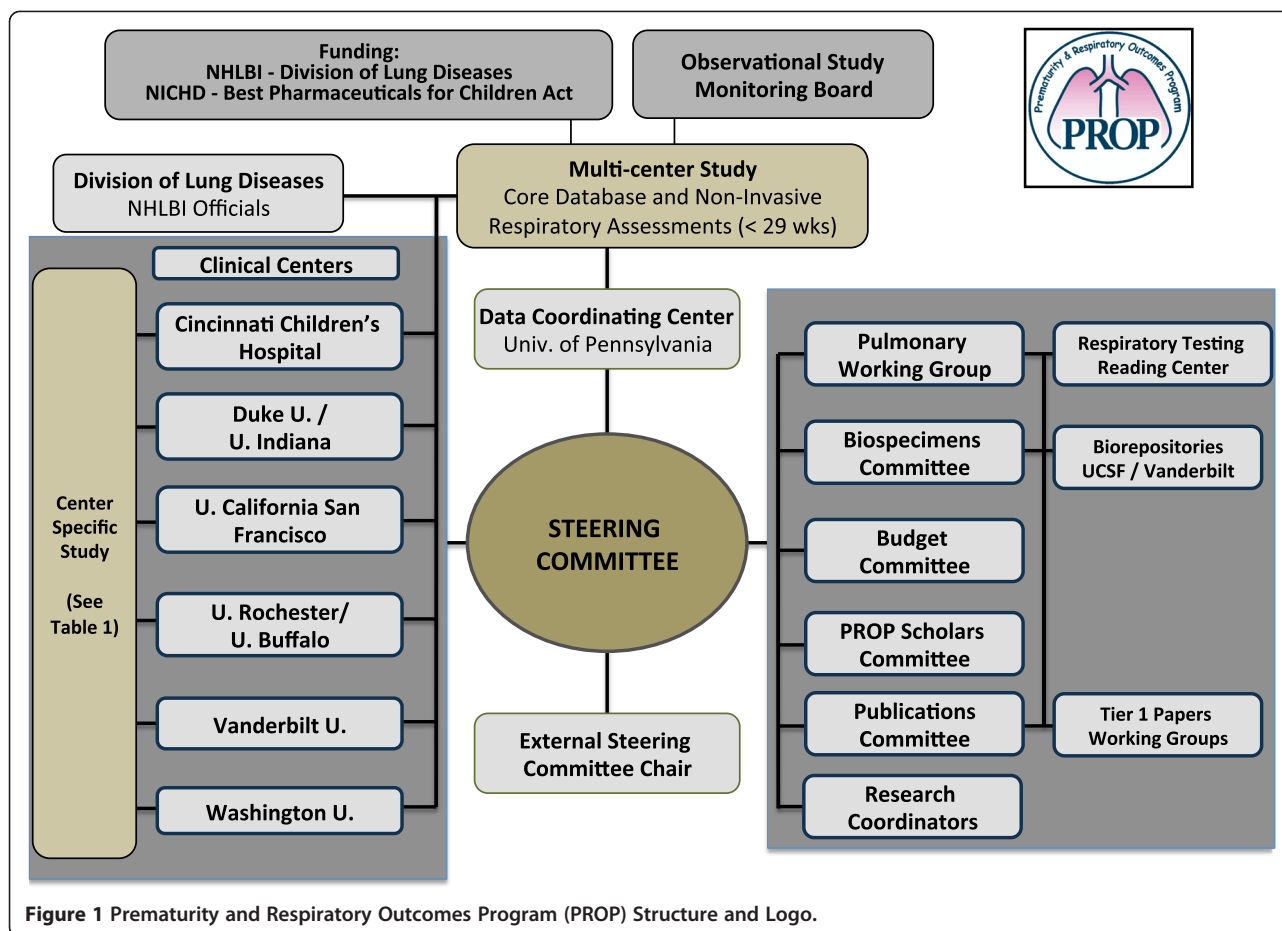 Funding:
NHLBI - Division of Lung Diseases
NICHD - Best Pharmaceuticals for Children Act
Observational Study
Monitoring Board
Prematurity & Respiratory Outcomes Program
PROP
Division of Lung Diseases
NHLBI Officials
Multi-center Study
Core Database and Non-Invasive
Respiratory Assessments (< 29 wks)
Clinical Centers
Cincinnati Children's
Hospital
Duke U. /
U. Indiana
U. California San
Francisco
U. Rochester/
U. Buffalo
Vanderbilt U.
Washington U.
Center
Specific
Study
(See
Table 1)
Data Coordinating Center
Univ. of Pennsylvania
STEERING
COMMITTEE
External Steering
Committee Chair
Pulmonary
Working Group
Respiratory Testing
Reading Center
Biospecimens
Committee
Biorepositories
UCSF / Vanderbilt
Budget
Committee
PROP Scholars
Committee
Publications
Committee
Tier 1 Papers
Working Groups
Research
Coordinators
Figure 1 Prematurity and Respiratory Outcomes Program (PROP) Structure and Logo.